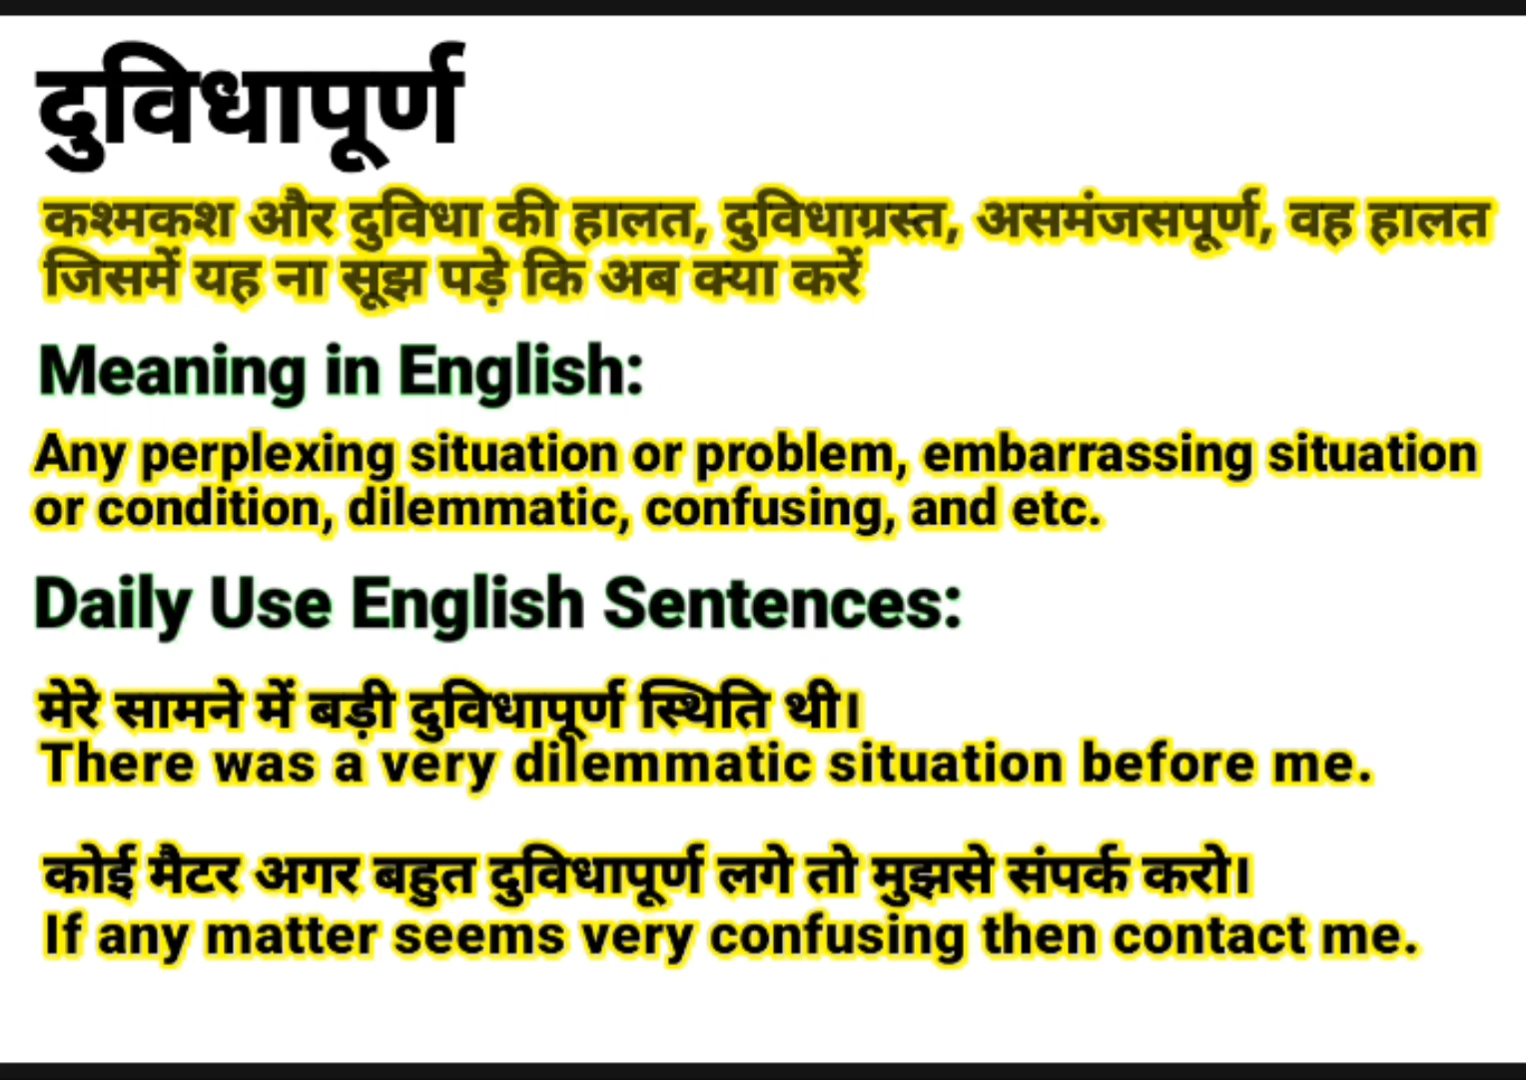 दुविधापूर्ण
कश्मकश और दुविधा की हालत, दुविधाग्रस्त, असमंजसपूर्ण, वह हालत
जिसमें यह ना सूझ पड़े कि अब क्या करें
Meaning in English:
Any perplexing situation or problem, embarrassing situation
or condition, dilemmatic, confusing, and etc.
Daily Use English Sentences:
मेरे सामने में बड़ी दुविधापूर्ण स्थिति थी।
There was a very dilemmatic situation before me.
कोई मैटर अगर बहुत दुविधापूर्ण लगे तो मुझसे संपर्क करो।
If any matter seems very confusing then contact me.